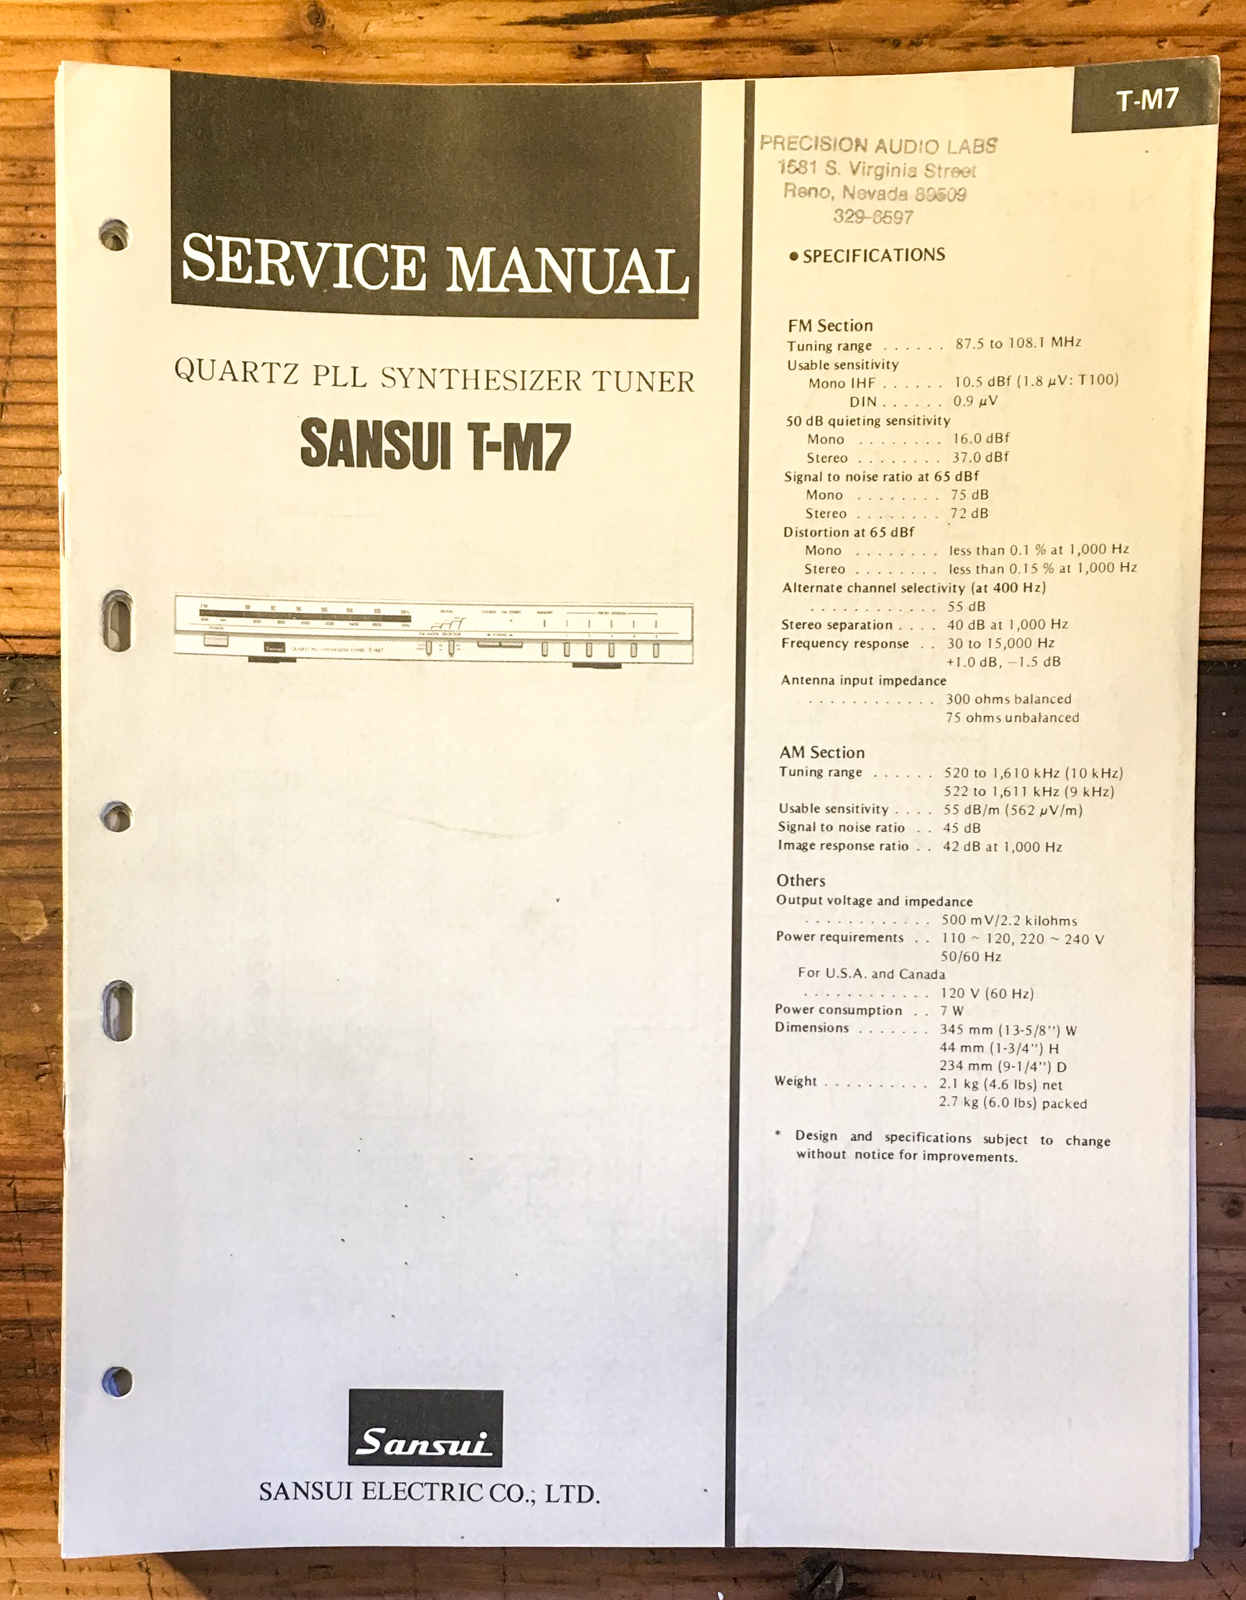 SERVICE MANUAL
QUARTZ PLL SYNTHESIZER TUNER
SANSUI T-M7
FM
POWER
Sansui
QUARTZ PLL SYNTHESIZER TUNER T-M7
Sansui
SANSUI ELECTRIC CO., LTD.
T-M7
PRECISION AUDIO LABS
1581 S. Virginia Street
Reno, Nevada 89509
329-6597
● SPECIFICATIONS
FM Section
Tuning range . . . . . . 87.5 to 108.1 MHz
Usable sensitivity
Mono IHF . . . . . . 10.5 dBf (1.8 μV: T100)
DIN . . . . . . 0.9 μV
50 dB quieting sensitivity
Mono . . . . . . . . 16.0 dBf
Stereo . . . . . . . . 37.0 dBf
Signal to noise ratio at 65 dBf
Mono . . . . . . . . 75 dB
Stereo . . . . . . . . 72 dB
Distortion at 65 dBf
Mono . . . . . . . . less than 0.1 % at 1,000 Hz
Stereo . . . . . . . . less than 0.15 % at 1,000 Hz
Alternate channel selectivity (at 400 Hz)
. . . . . . . . . . . . 55 dB
Stereo separation . . . . 40 dB at 1,000 Hz
Frequency response . . 30 to 15,000 Hz
+1.0 dB, −1.5 dB
Antenna input impedance
. . . . . . . . . . . . 300 ohms balanced
75 ohms unbalanced
AM Section
Tuning range . . . . . . 520 to 1,610 kHz (10 kHz)
522 to 1,611 kHz (9 kHz)
Usable sensitivity . . . . 55 dB/m (562 μV/m)
Signal to noise ratio . . 45 dB
Image response ratio . . 42 dB at 1,000 Hz
Others
Output voltage and impedance
. . . . . . . . . . . . 500 mV/2.2 kilohms
Power requirements . . 110 ~ 120, 220 ~ 240 V
50/60 Hz
For U.S.A. and Canada
. . . . . . . . . . . . 120 V (60 Hz)
Power consumption . . 7 W
Dimensions . . . . . . . 345 mm (13-5/8'') W
44 mm (1-3/4'') H
234 mm (9-1/4'') D
Weight . . . . . . . . . . 2.1 kg (4.6 lbs) net
2.7 kg (6.0 lbs) packed
* Design and specifications subject to change
without notice for improvements.